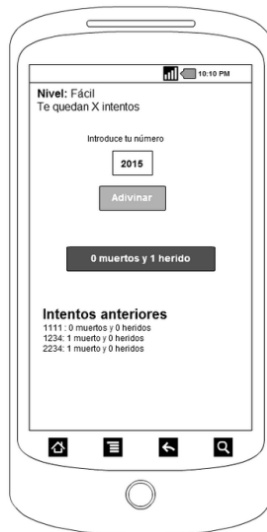 10:10 PM
Nivel: Fácil
Te quedan X intentos
Introduce tu número
2015
Adivinar
0 muertos y 1 herido
Intentos anteriores
1111 : 0 muertos y 0 heridos
1234: 1 muerto y 0 heridos
2234: 1 muerto y 0 heridos